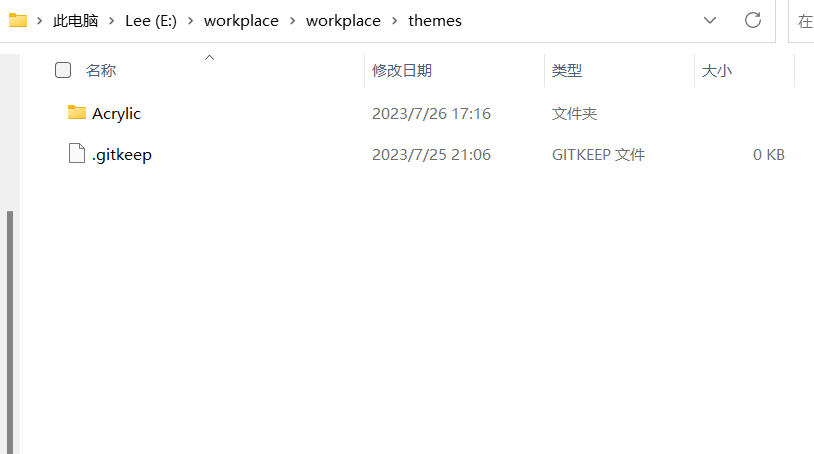 此电脑 Lee (E:) workplace workplace themes 在
名称 修改日期 类型 大小
Acrylic 2023/7/26 17:16 文件夹
.gitkeep 2023/7/25 21:06 GITKEEP 文件 0 KB